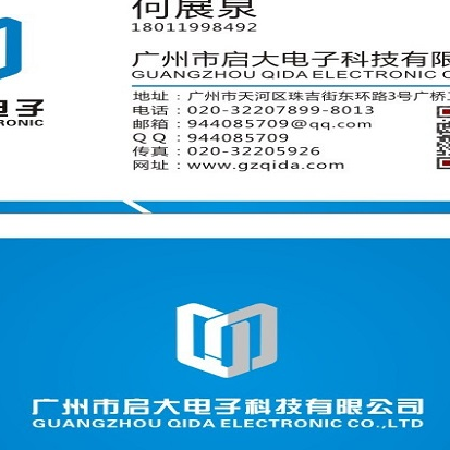 何展泉
18011998492
广州市启大电子科技有限
GUANGZHOU QIDA ELECTRONIC C
电子
RONIC
地址：广州市天河区珠吉街东环路3号广桥
电话：020-32207899-8013
邮箱：944085709@qq.com
Q Q：944085709
传真：020-32205926
网址：www.gzqida.com
广州市启大电子科技有限公司
GUANGZHOU QIDA ELECTRONIC CO.,LTD